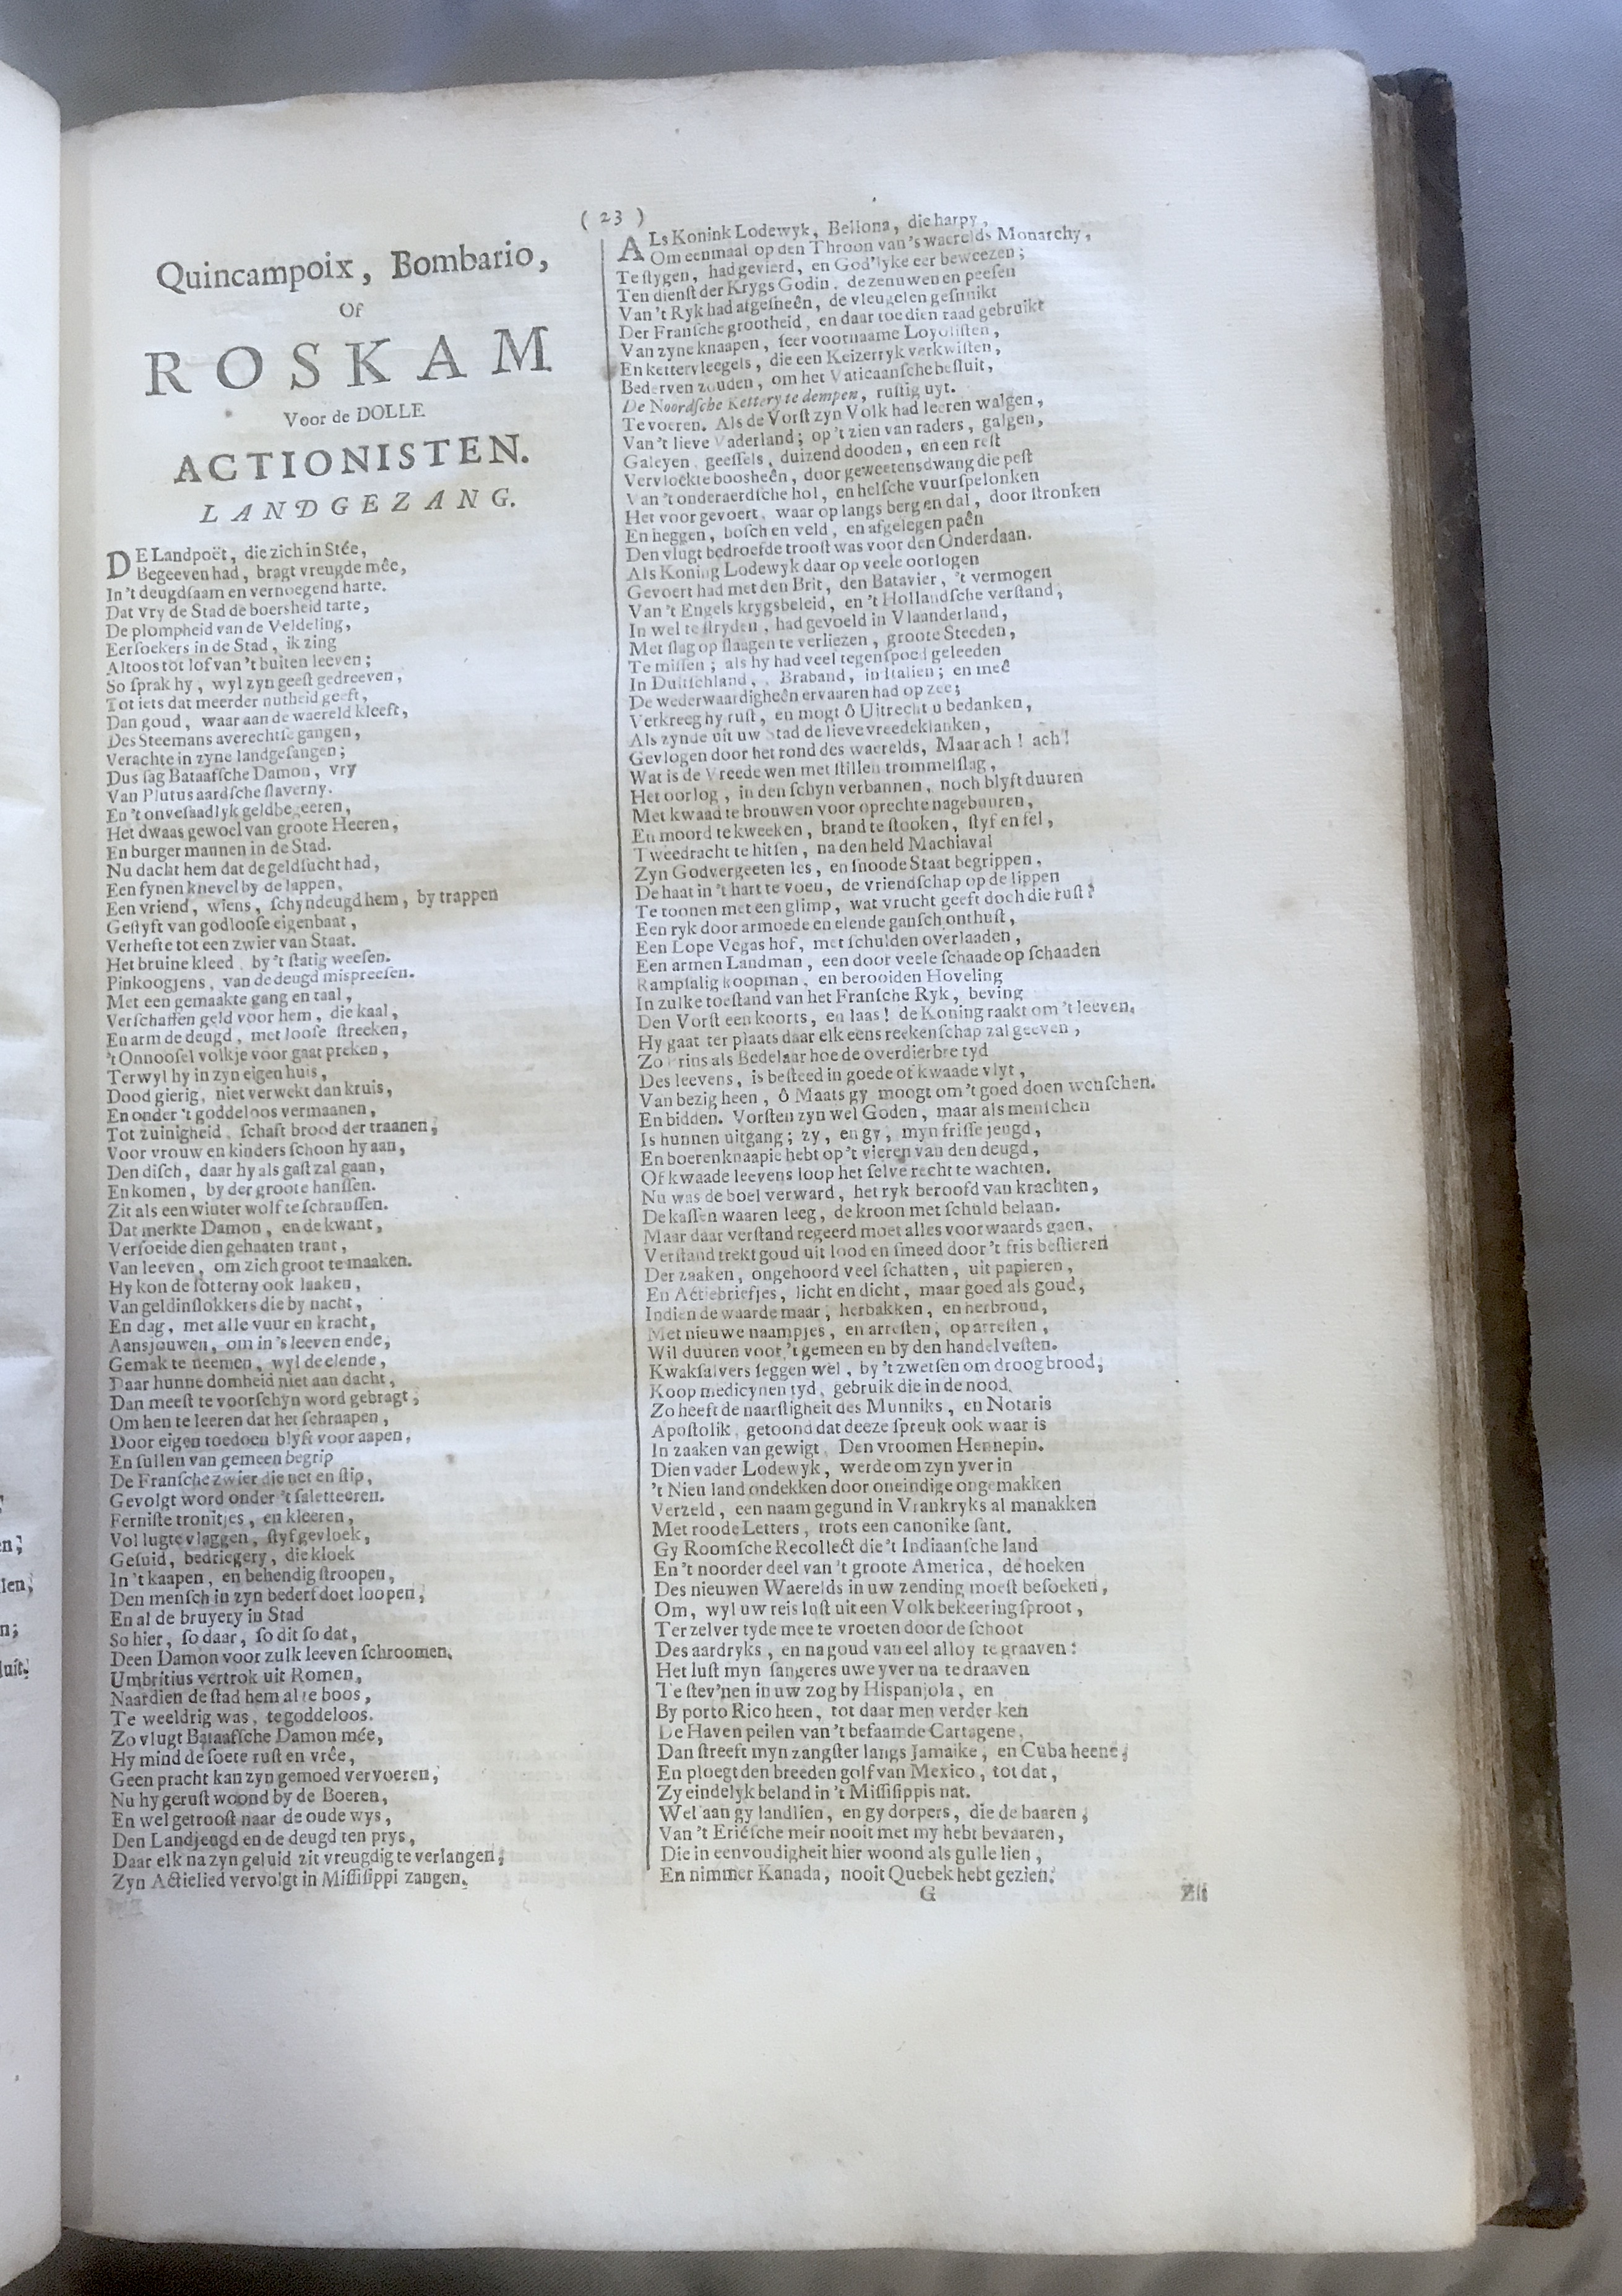 ( 23 )
Quincampoix, Bombario,
Of
ROSKAM
Voor de DOLLE
ACTIONISTEN.
LANDGEZANG.
DE Landpoët, die zich in Stée,
Begeeven had, bragt vreugde mêe,
In 't deugdſaam en vernoegend harte.
Dat vry de Stad de boersheid tarte,
De plompheid van de Veldeling,
Eerſoekers in de Stad, ik zing
Altoos tot lof van 't buiten leeven;
So ſprak hy, wyl zyn geeſt gedreeven,
Tot iets dat meerder nutheid geeft,
Dan goud, waar aan de waereld kleeft,
Des Steemans averechtſe gangen,
Verachte in zyne landgeſangen;
Dus ſag Bataafſche Damon, vry
Van Plutus aardſche ſlaverny.
En 't onveſaadlyk geldbegeeren,
Het dwaas gewoel van groote Heeren,
En burger mannen in de Stad.
Nu dacht hem dat de geldſucht had,
Een fynen knevel by de lappen,
Een vriend, wiens, ſchyndeugd hem, by trappen
Geſtyft van godlooſe eigenbaat,
Verhefte tot een zwier van Staat.
Het bruine kleed, by 't ſtatig weeſen.
Pinkoogjens, van de deugd mispreeſen.
Met een gemaakte gang en taal,
Verſchaffen geld voor hem, die kaal,
En arm de deugd, met looſe ſtreeken,
't Onnooſel volkje voor gaat preken,
Terwyl hy in zyn eigen huis,
Dood gierig, niet verwekt dan kruis,
En onder 't goddeloos vermaanen,
Tot zuinigheid, ſchaft brood der traanen;
Voor vrouw en kinders ſchoon hy aan,
Den diſch, daar hy als gaſt zal gaan,
En komen, by der groote hanſſen.
Zit als een winter wolf te ſchranſſen.
Dat merkte Damon, en de kwant,
Verfoeide dien gehaaten trant,
Van leeven, om zich groot te maaken.
Hy kon de ſotterny ook laaken,
Van geldinſlokkers die by nacht,
En dag, met alle vuur en kracht,
Aansjouwen, om in 's leeven ende,
Gemak te neemen, wyl de elende,
Daar hunne domheid niet aan dacht,
Dan meeſt te voorſchyn word gebragt;
Om hen te leeren dat het ſchraapen,
Door eigen toedoen blyft voor aapen,
En ſullen van gemeen begrip
De Franſche zwier die net en ſtip,
Gevolgt word onder 't ſaletteeren.
Ferniſte tronitjes, en kleeren,
Vol lugte vlaggen, ſtyf gevloek,
Geſuid, bedriegery, die kloek
In 't kaapen, en behendig ſtroopen,
Den menſch in zyn bederf doet loopen,
En al de bruyery in Stad
So hier, ſo daar, ſo dit ſo dat,
Deen Damon voor zulk leeven ſchroomen.
Umbritius vertrok uit Romen,
Naardien de ſtad hem al te boos,
Te weeldrig was, te goddeloos.
Zo vlugt Bataafſche Damon mée,
Hy mind de ſoete ruſt en vrêe,
Geen pracht kan zyn gemoed vervoeren,
Nu hy geruſt woond by de Boeren,
En wel getrooſt naar de oude wys,
Den Landjeugd en de deugd ten prys,
Daar elk na zyn geluid zit vreugdig te verlangen;
Zyn Actielied vervolgt in Miſſiſippi zangen.
ALs Konink Lodewyk, Bellona, die harpy,
Om eenmaal op den Throon van 's waerelds Monarchy,
Te ſtygen, had gevierd, en God'lyke eer beweezen;
Ten dienſt der Krygs Godin, de zenuwen en peeſen
Van 't Ryk had afgeſneên, de vleugelen geſnuikt
Der Franſche grootheid, en daar toe dien raad gebruikt
Van zyne knaapen, ſeer voornaame Loyoliſten,
En kettervleegels, die een Keizerryk verkwiſten,
Bederven zouden, om het Vaticaanſche beſluit,
De Noordſche Kettery te dempen, ruſtig uyt.
Te voeren. Als de Vorſt zyn Volk had leeren walgen,
Van 't lieve Vaderland; op 't zien van raders, galgen,
Galeyen, geeſſels, duizend dooden, en een reſt
Vervloekte boosheên, door geweetensdwang die peſt
Van 't onderaerdſche hol, en helſche vuurſpelonken
Het voor gevoert, waar op langs berg en dal, door ſtronken
En heggen, boſch en veld, en afgelegen paên
Den vlugt bedroefde trooſt was voor den Onderdaan.
Als Koning Lodewyk daar op veele oorlogen
Gevoert had met den Brit, den Batavier, 't vermogen
Van 't Engels krygsbeleid, en 't Hollandſche verſtand,
In wel te ſtryden, had gevoeld in Vlaanderland,
Met ſlag op ſlaagen te verliezen, groote Steeden,
Te miſſen; als hy had veel tegenſpoed geleeden
In Duitſchland, Braband, in Italien; en meê
De wederwaardigheên ervaaren had op zee;
Verkreeg hy ruſt, en mogt ô Uitrecht u bedanken,
Als zynde uit uw Stad de lieve vreedeklanken,
Gevlogen door het rond des waerelds, Maar ach! ach!
Wat is de Vreede wen met ſtillen trommelſlag,
Het oorlog, in den ſchyn verbannen, noch blyft duuren
Met kwaad te brouwen voor oprechte nagebuuren,
En moord te kweeken, brand te ſtooken, ſtyf en fel,
Tweedracht te hitſen, na den held Machiaval
Zyn Godvergeeten les, en ſnoode Staat begrippen,
De haat in 't hart te voeu, de vriendſchap op de lippen
Te toonen met een glimp, wat vrucht geeft doch die ruſt?
Een ryk door armoede en elende ganſch onthuſt,
Een Lope Vegas hof, met ſchulden overlaaden,
Een armen Landman, een door veele ſchaade op ſchaaden
Rampſalig koopman, en berooiden Hoveling
In zulke toeſtand van het Franſche Ryk, beving
Den Vorſt een koorts, en laas! de Koning raakt om 't leeven,
Hy gaat ter plaats daar elk eens reekenſchap zal geeven,
Zo Prins als Bedelaar hoe de overdierbre tyd
Des leevens, is beſteed in goede of kwaade vlyt,
Van bezig heen, ô Maats gy moogt om 't goed doen wenſchen.
En bidden. Vorſten zyn wel Goden, maar als menſchen
Is hunnen uitgang; zy, en gy, myn friſſe jeugd,
En boerenknaapie hebt op 't vieren van den deugd,
Of kwaade leevens loop het ſelve recht te wachten.
Nu was de boel verward, het ryk beroofd van krachten,
De kaſſen waaren leeg, de kroon met ſchuld belaan.
Maar daar verſtand regeerd moet alles voorwaards gaen,
Verſtand trekt goud uit lood en ſmeed door 't fris beſtieren
Der zaaken, ongehoord veel ſchatten, uit papieren,
En Actiebriefjes, licht en dicht, maar goed als goud,
Indien de waarde maar, herbakken, en herbroud,
Met nieuwe naampjes, en arreſten, op arreſten,
Wil duuren voor 't gemeen en by den handel veſten.
Kwakſalvers ſeggen wel, by 't zwetſen om droog brood;
Koop medicynen tyd, gebruik die in de nood,
Zo heeft de naarſtigheit des Munniks, en Notaris
Apoſtolik, getoond dat deeze ſpreuk ook waar is
In zaaken van gewigt, Den vroomen Hennepin.
Dien vader Lodewyk, werde om zyn yver in
't Nien land ondekken door oneindige ongemakken
Verzeld, een naam gegund in Vrankryks al manakken
Met roode Letters, trots een canonike ſant.
Gy Roomſche Recollect die 't Indiaanſche land
En 't noorder deel van 't groote America, de hoeken
Des nieuwen Waerelds in uw zending moeſt beſoeken,
Om, wyl uw reis luſt uit een Volk bekeering ſproot,
Ter zelver tyde mee te vroeten door de ſchoot
Des aardryks, en na goud van eel alloy te graaven:
Het luſt myn ſangeres uwe yver na te draaven
Te ſtev'nen in uw zog by Hispanjola, en
By porto Rico heen, tot daar men verder ken
De Haven peilen van 't befaamde Cartagene,
Dan ſtreeft myn zangſter langs Jamaike, en Cuba heene,
En ploegt den breeden golf van Mexico, tot dat,
Zy eindelyk beland in 't Miſſiſippis nat.
Wel aan gy landlien, en gy dorpers, die de baaren,
Van 't Eriéſche meir nooit met my hebt bevaaren,
Die in eenvoudigheit hier woond als gulle lien,
En nimmer Kanada, nooit Quebek hebt gezien.
G
en;
len;
n;
luit.